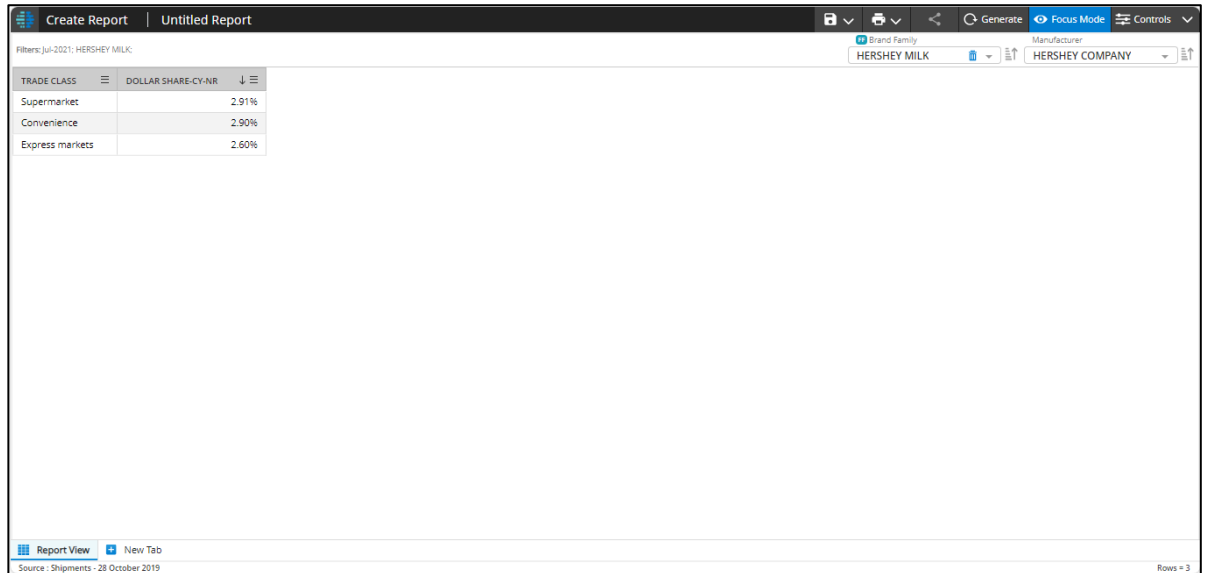 Create Report | Untitled Report Generate Focus Mode Controls
Filters: Jul-2021; HERSHEY MILK;
FF Brand Family Manufacturer
HERSHEY MILK HERSHEY COMPANY
TRADE CLASS DOLLAR SHARE-CY-NR
Supermarket 2.91%
Convenience 2.90%
Express markets 2.60%
Report View New Tab
Source : Shipments - 28 October 2019 Rows = 3